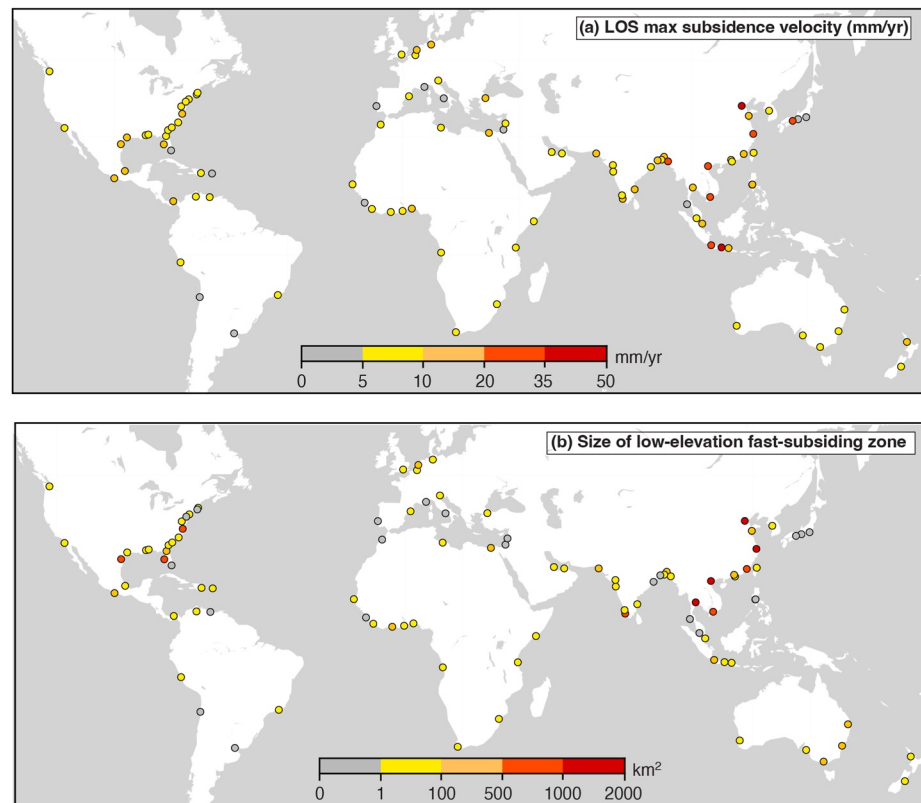 (a) LOS max subsidence velocity (mm/yr)
mm/yr
0 5 10 20 35 50
(b) Size of low-elevation fast-subsiding zone
km²
0 1 100 500 1000 2000